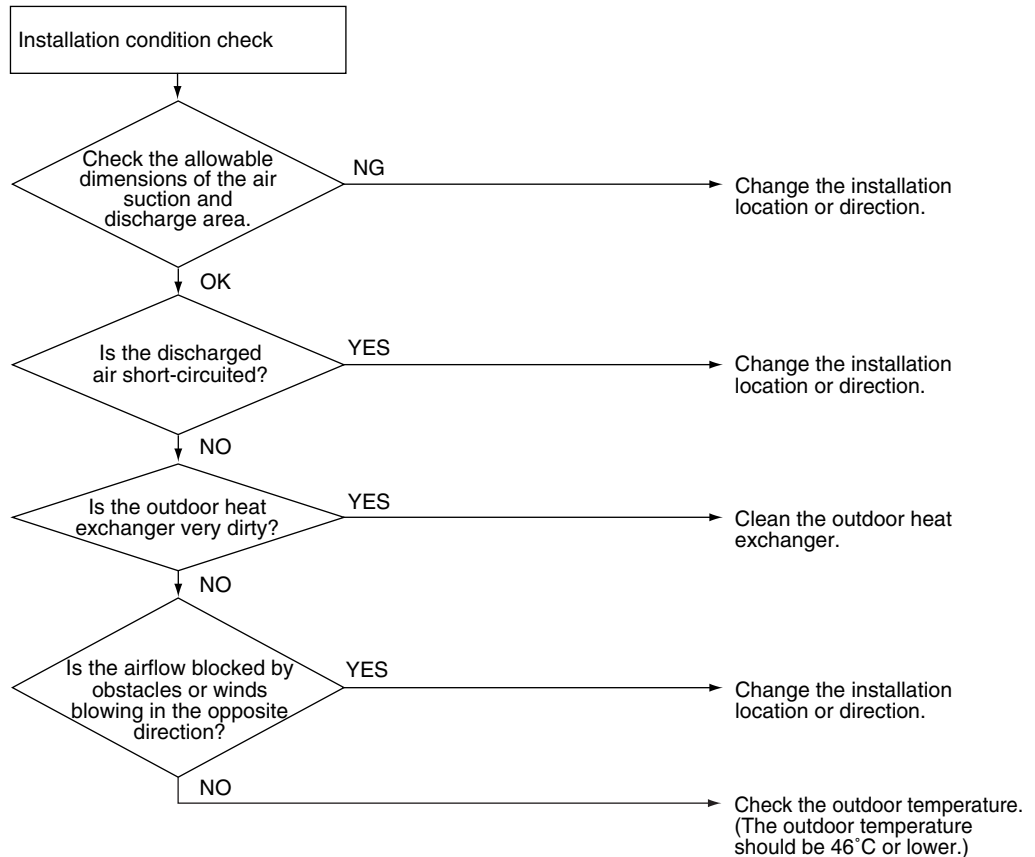 Installation condition check
Check the allowable
dimensions of the air
suction and
discharge area.
NG
Change the installation
location or direction.
OK
Is the discharged
air short-circuited?
YES
Change the installation
location or direction.
NO
Is the outdoor heat
exchanger very dirty?
YES
Clean the outdoor heat
exchanger.
NO
Is the airflow blocked by
obstacles or winds
blowing in the opposite
direction?
YES
Change the installation
location or direction.
NO
Check the outdoor temperature.
(The outdoor temperature
should be 46˚C or lower.)